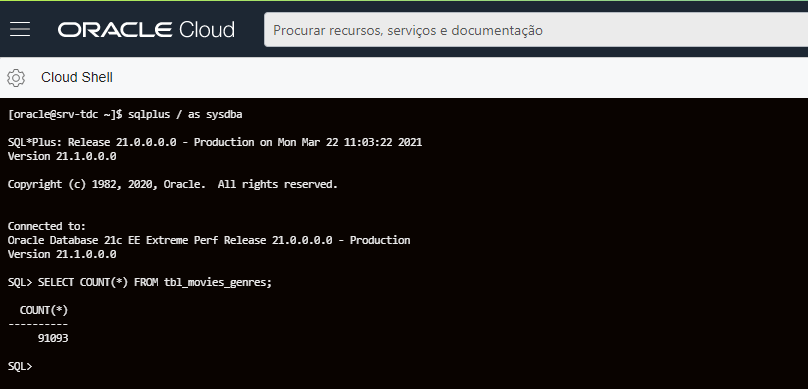 ORACLE Cloud
Procurar recursos, serviços e documentação
Cloud Shell
[oracle@srv-tdc ~]$ sqlplus / as sysdba
SQL*Plus: Release 21.0.0.0.0 - Production on Mon Mar 22 11:03:22 2021
Version 21.1.0.0.0
Copyright (c) 1982, 2020, Oracle.  All rights reserved.
Connected to:
Oracle Database 21c EE Extreme Perf Release 21.0.0.0.0 - Production
Version 21.1.0.0.0
SQL> SELECT COUNT(*) FROM tbl_movies_genres;
  COUNT(*)
----------
     91093
SQL>